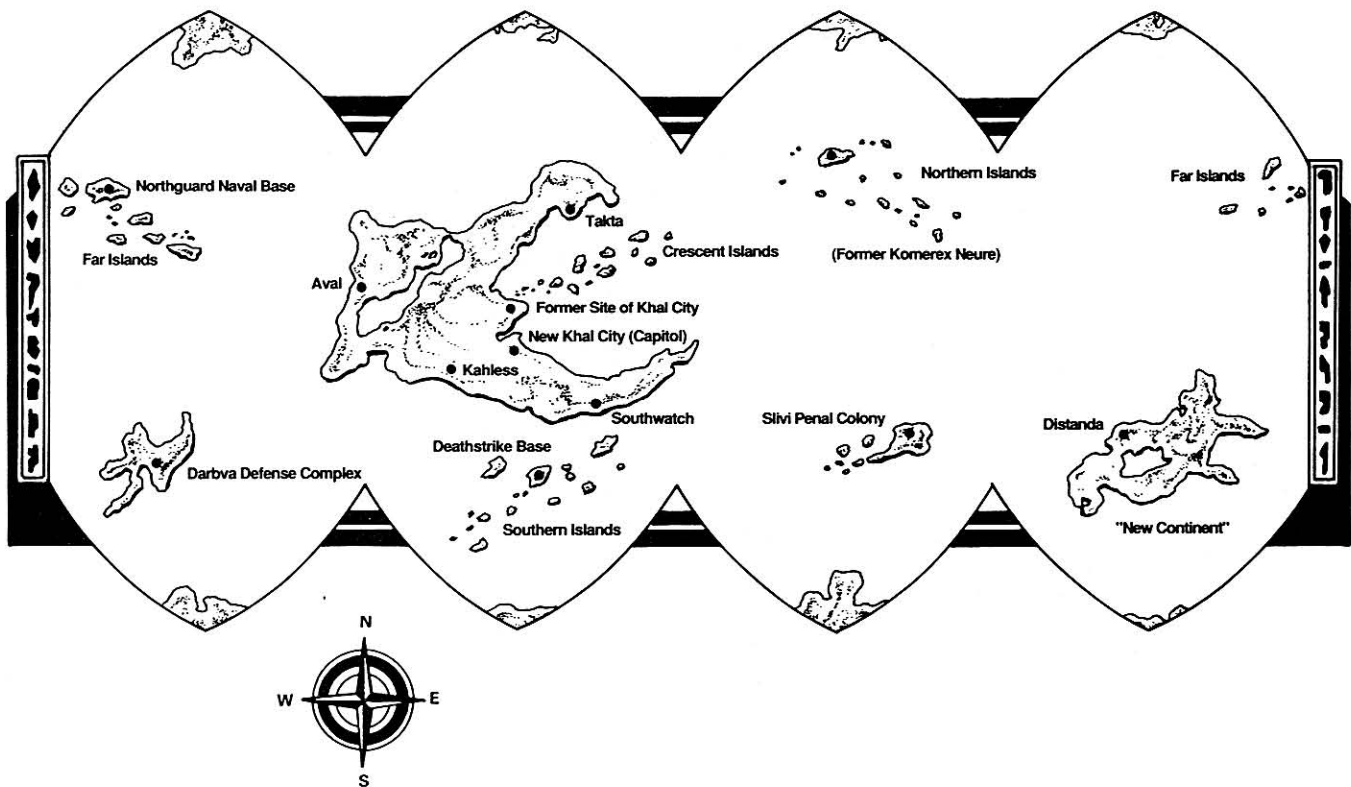 Northguard Naval Base
Far Islands
Takta
Crescent Islands
Aval
Former Site of Khal City
New Khal City (Capitol)
Kahless
Southwatch
Northern Islands
(Former Komerex Neure)
Far Islands
Darbva Defense Complex
Deathstrike Base
Southern Islands
Slivi Penal Colony
Distanda
"New Continent"
N
W
E
S